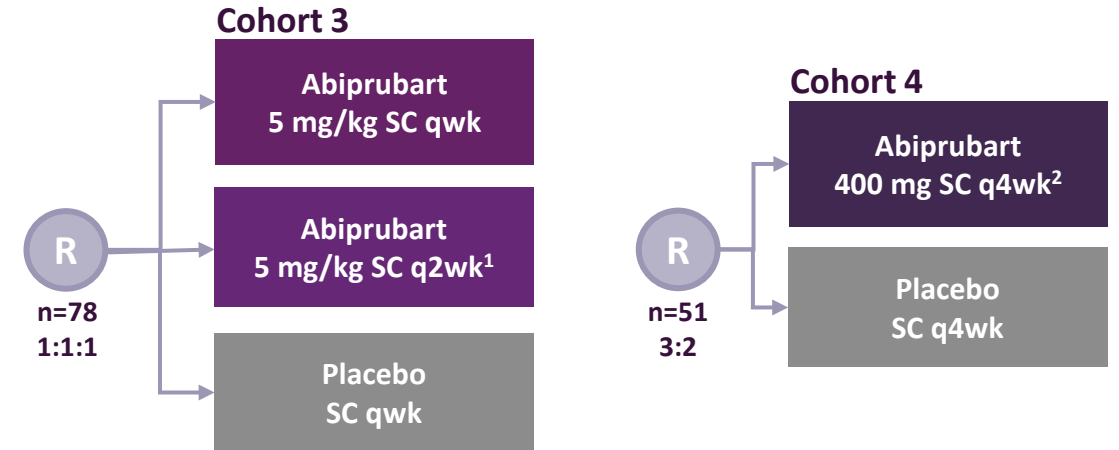 Cohort 3
Abiprubart
5 mg/kg SC qwk
Abiprubart
5 mg/kg SC q2wk¹
Placebo
SC qwk
R
n=78
1:1:1
Cohort 4
Abiprubart
400 mg SC q4wk²
Placebo
SC q4wk
R
n=51
3:2